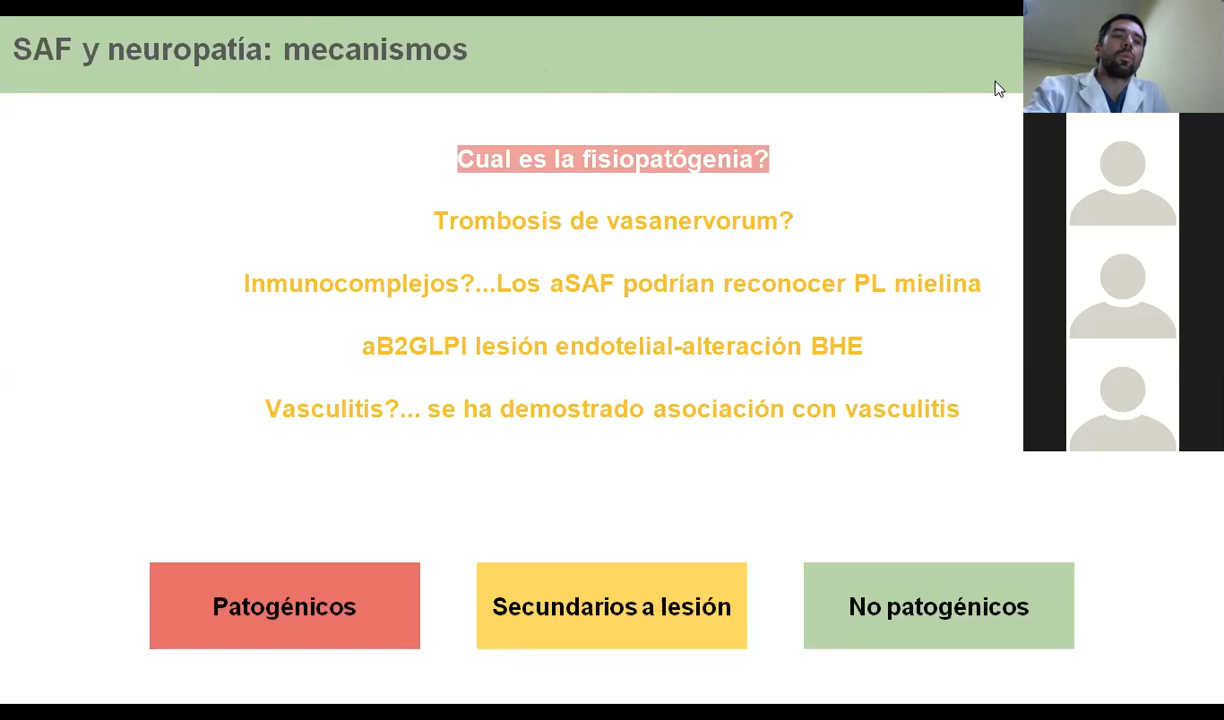 SAF y neuropatía: mecanismos
Cual es la fisiopatógenia?
Trombosis de vasanervorum?
Inmunocomplejos?...Los aSAF podrían reconocer PL mielina
aB2GLPI lesión endotelial-alteración BHE
Vasculitis?... se ha demostrado asociación con vasculitis
Patogénicos
Secundarios a lesión
No patogénicos